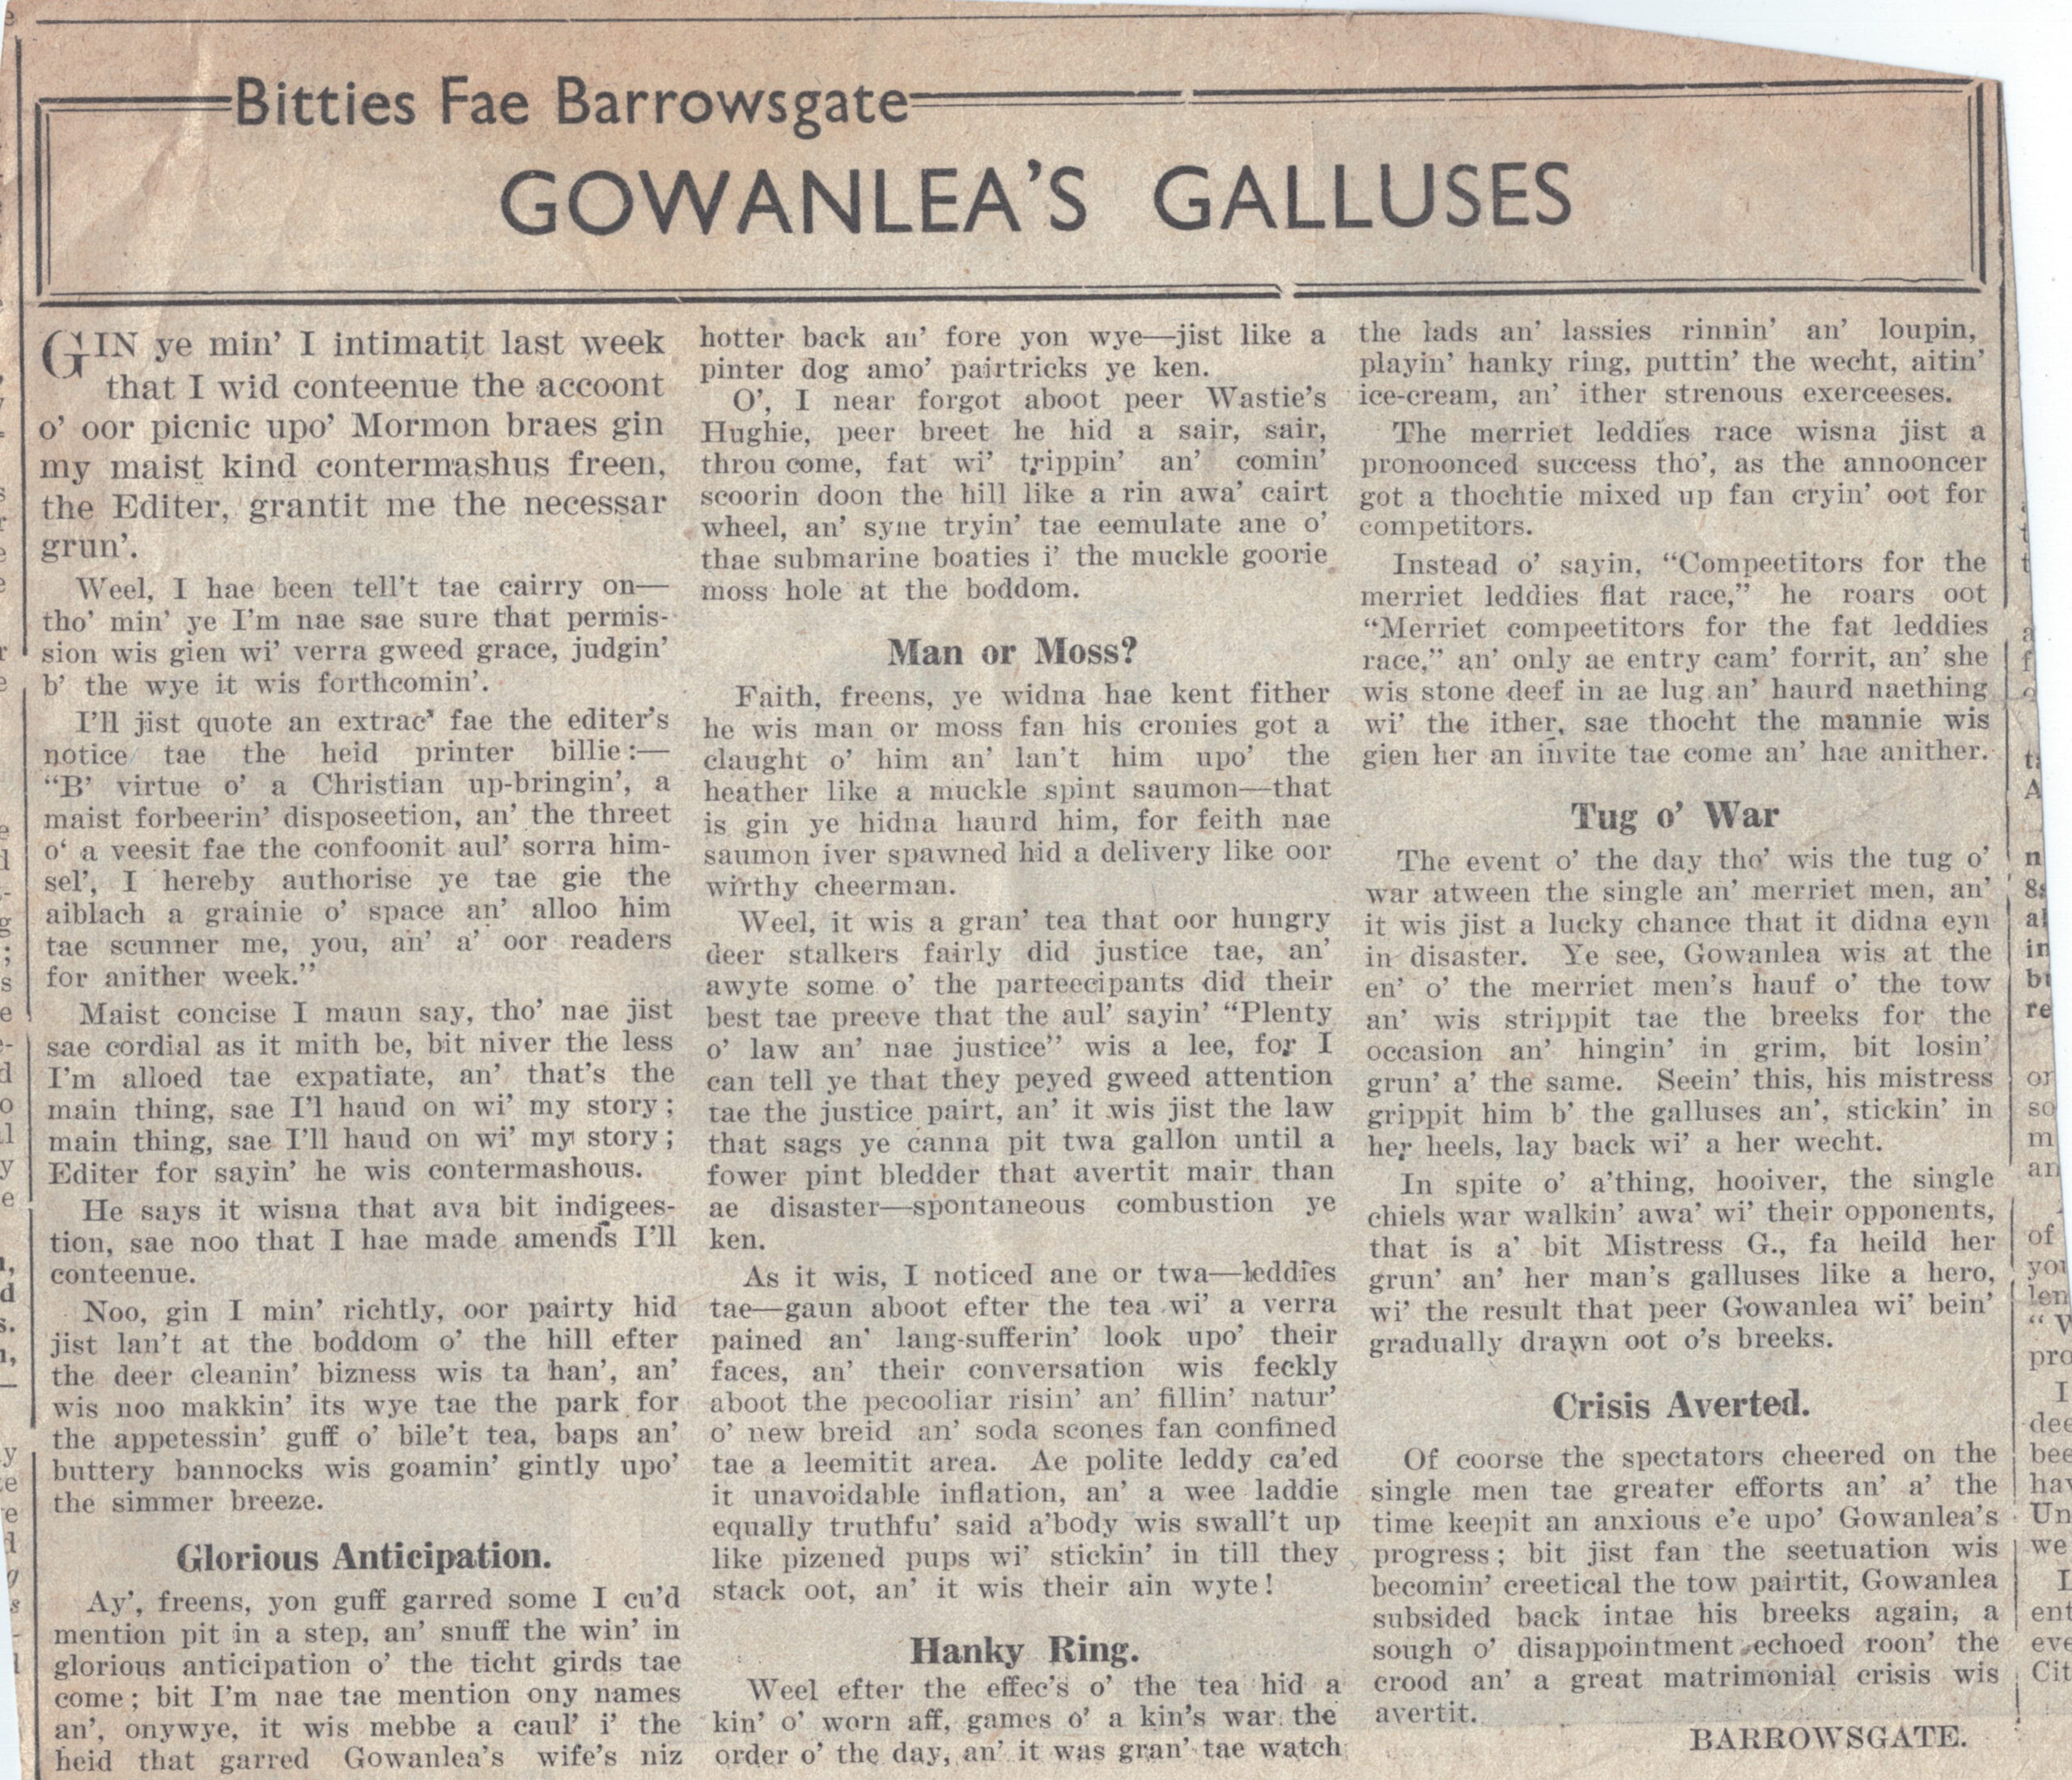 Bitties Fae Barrowsgate
GOWANLEA'S GALLUSES
GIN ye min' I intimatit last week
that I wid conteenue the accoont
o' oor picnic upo' Mormon braes gin
my maist kind contermashus freen,
the Editer, grantit me the necessar
grun'.
Weel, I hae been tell't tae cairry on—
tho' min' ye I'm nae sae sure that permis-
sion wis gien wi' verra gweed grace, judgin'
b' the wye it wis forthcomin'.
I'll jist quote an extrac' fae the editer's
notice tae the heid printer billie:—
"B' virtue o' a Christian up-bringin', a
maist forbeerin' disposeetion, an' the threet
o' a veesit fae the confoonit aul' sorra him-
sel', I hereby authorise ye tae gie the
aiblach a grainie o' space an' alloo him
tae scunner me, you, an' a' oor readers
for anither week."
Maist concise I maun say, tho' nae jist
sae cordial as it mith be, bit niver the less
I'm alloed tae expatiate, an' that's the
main thing, sae I'l haud on wi' my story;
main thing, sae I'll haud on wi' my story;
Editer for sayin' he wis contermashous.
He says it wisna that ava bit indigees-
tion, sae noo that I hae made amends I'll
conteenue.
Noo, gin I min' richtly, oor pairty hid
jist lan't at the boddom o' the hill efter
the deer cleanin' bizness wis ta han', an'
wis noo makkin' its wye tae the park for
the appetessin' guff o' bile't tea, baps an'
buttery bannocks wis goamin' gintly upo'
the simmer breeze.
Glorious Anticipation.
Ay', freens, yon guff garred some I cu'd
mention pit in a step, an' snuff the win' in
glorious anticipation o' the ticht girds tae
come; bit I'm nae tae mention ony names
an', onywye, it wis mebbe a caul' i' the
heid that garred Gowanlea's wife's niz
hotter back an' fore yon wye—jist like a
pinter dog amo' pairtricks ye ken.
O', I near forgot aboot peer Wastie's
Hughie, peer breet he hid a sair, sair,
throu come, fat wi' trippin' an' comin'
scoorin doon the hill like a rin awa' cairt
wheel, an' syne tryin' tae eemulate ane o'
thae submarine boaties i' the muckle goorie
moss hole at the boddom.
Man or Moss?
Faith, freens, ye widna hae kent fither
he wis man or moss fan his cronies got a
claught o' him an' lan't him upo' the
heather like a muckle spint saumon—that
is gin ye hidna haurd him, for feith nae
saumon iver spawned hid a delivery like oor
wirthy cheerman.
Weel, it wis a gran' tea that oor hungry
deer stalkers fairly did justice tae, an'
awyte some o' the parteecipants did their
best tae preeve that the aul' sayin' "Plenty
o' law an' nae justice" wis a lee, for I
can tell ye that they peyed gweed attention
tae the justice pairt, an' it wis jist the law
that sags ye canna pit twa gallon until a
fower pint bledder that avertit mair than
ae disaster—spontaneous combustion ye
ken.
As it wis, I noticed ane or twa—leddies
tae—gaun aboot efter the tea wi' a verra
pained an' lang-sufferin' look upo' their
faces, an' their conversation wis feckly
aboot the pecooliar risin' an' fillin' natur'
o' new breid an' soda scones fan confined
tae a leemitit area. Ae polite leddy ca'ed
it unavoidable inflation, an' a wee laddie
equally truthfu' said a'body wis swall't up
like pizened pups wi' stickin' in till they
stack oot, an' it wis their ain wyte!
Hanky Ring.
Weel efter the effec's o' the tea hid a
kin' o' worn aff, games o' a kin's war the
order o' the day, an' it was gran' tae watch
the lads an' lassies rinnin' an' loupin,
playin' hanky ring, puttin' the wecht, aitin'
ice-cream, an' ither strenous exerceeses.
The merriet leddies race wisna jist a
pronoonced success tho', as the annooncer
got a thochtie mixed up fan cryin' oot for
competitors.
Instead o' sayin, "Compeetitors for the
merriet leddies flat race," he roars oot
"Merriet compeetitors for the fat leddies
race," an' only ae entry cam' forrit, an' she
wis stone deef in ae lug an' haurd naething
wi' the ither, sae thocht the mannie wis
gien her an invite tae come an' hae anither.
Tug o' War
The event o' the day tho' wis the tug o'
war atween the single an' merriet men, an'
it wis jist a lucky chance that it didna eyn
in disaster. Ye see, Gowanlea wis at the
en' o' the merriet men's hauf o' the tow
an' wis strippit tae the breeks for the
occasion an' hingin' in grim, bit losin'
grun' a' the same. Seein' this, his mistress
grippit him b' the galluses an', stickin' in
her heels, lay back wi' a her wecht.
In spite o' a'thing, hooiver, the single
chiels war walkin' awa' wi' their opponents,
that is a' bit Mistress G., fa heild her
grun' an' her man's galluses like a hero,
wi' the result that peer Gowanlea wi' bein'
gradually drawn oot o's breeks.
Crisis Averted.
Of coorse the spectators cheered on the
single men tae greater efforts an' a' the
time keepit an anxious e'e upo' Gowanlea's
progress; bit jist fan the seetuation wis
becomin' creetical the tow pairtit, Gowanlea
subsided back intae his breeks again, a
sough o' disappointment echoed roon' the
crood an' a great matrimonial crisis wis
avertit.
BARROWSGATE.